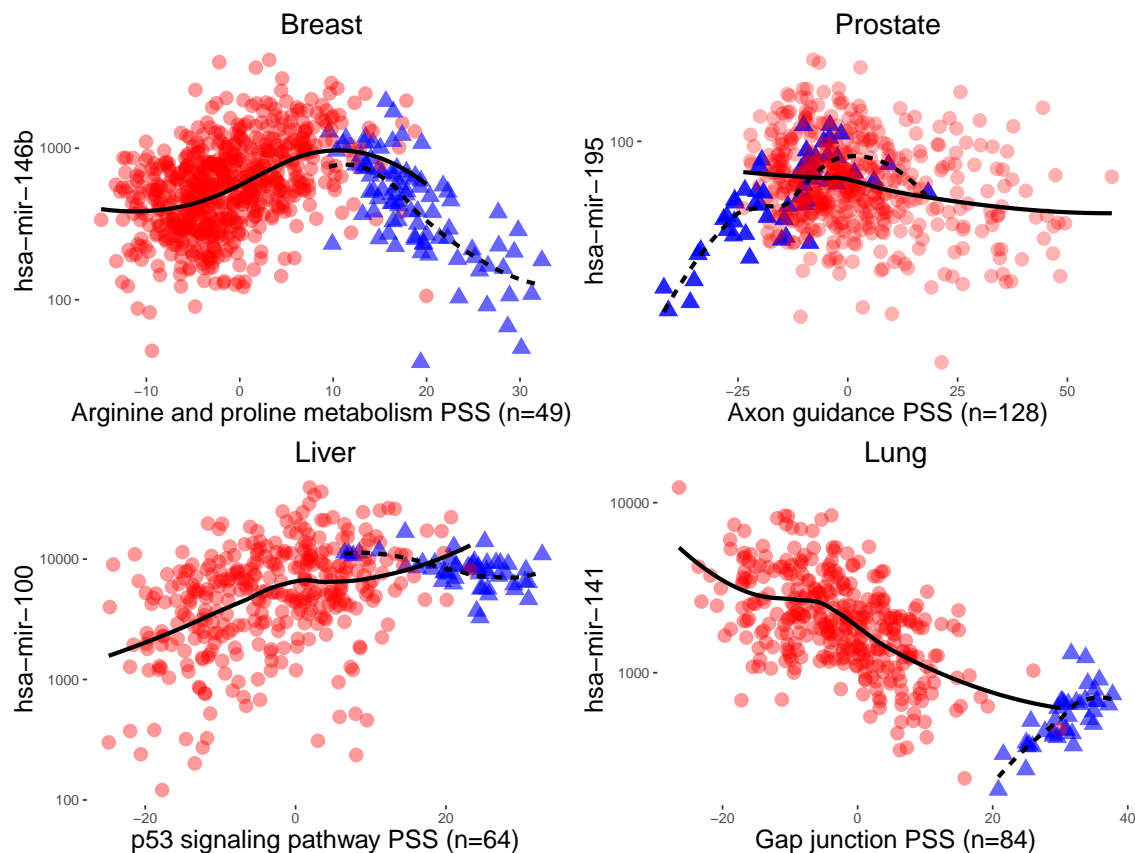 Breast
hsa−mir−146b
1000
100
−10 0 10 20 30
Arginine and proline metabolism PSS (n=49)
Prostate
hsa−mir−195
100
−25 0 25 50
Axon guidance PSS (n=128)
Liver
hsa−mir−100
10000
1000
100
−20 0 20
p53 signaling pathway PSS (n=64)
Lung
hsa−mir−141
10000
1000
−20 0 20 40
Gap junction PSS (n=84)